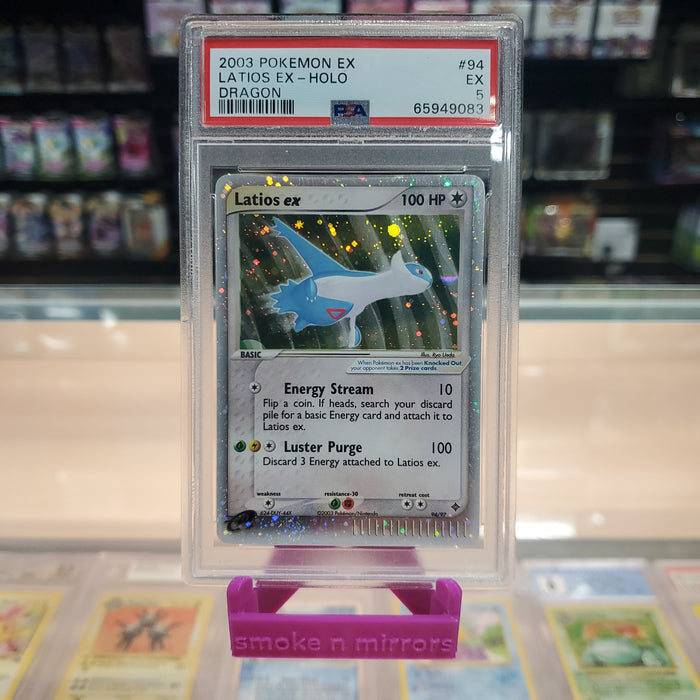 2003 POKEMON EX #94
LATIOS EX-HOLO EX
DRAGON 5
65949083
Latios ex 100 HP
BASIC
Illus. Ryo Ueda
When Pokémon-ex has been Knocked Out
your opponent takes 2 Prize cards.
Energy Stream 10
Flip a coin. If heads, search your discard
pile for a basic Energy card and attach it to
Latios ex.
Luster Purge 100
Discard 3 Energy attached to Latios ex.
weakness resistance-30 retreat cost
©2003 Pokémon/Nintendo
94/97
smoke n mirrors